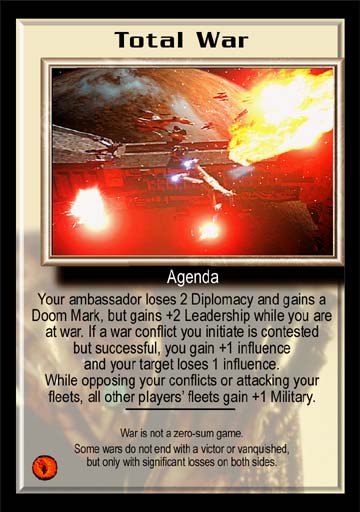 Total War
Agenda
Your ambassador loses 2 Diplomacy and gains a
Doom Mark, but gains +2 Leadership while you are
at war. If a war conflict you initiate is contested
but successful, you gain +1 influence
and your target loses 1 influence.
While opposing your conflicts or attacking your
fleets, all other players' fleets gain +1 Military.
War is not a zero-sum game.
Some wars do not end with a victor or vanquished,
but only with significant losses on both sides.